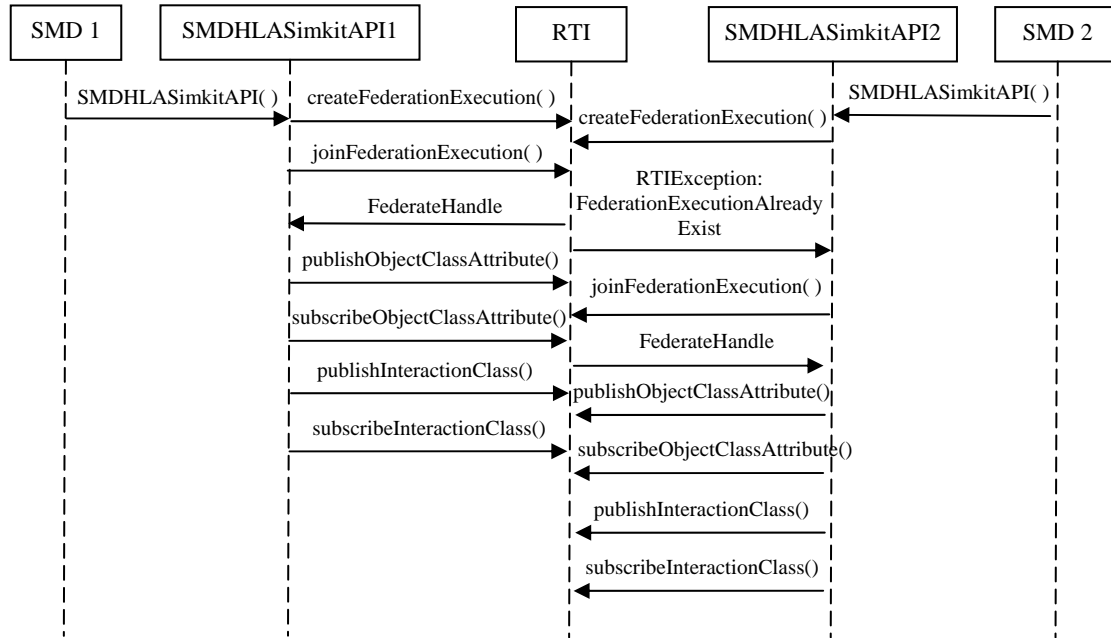 SMD 1
SMDHLASimkitAPI1
RTI
SMDHLASimkitAPI2
SMD 2
SMDHLASimkitAPI( )
createFederationExecution( )
SMDHLASimkitAPI( )
createFederationExecution( )
joinFederationExecution( )
RTIException:
FederationExecutionAlready
Exist
FederateHandle
publishObjectClassAttribute()
joinFederationExecution( )
subscribeObjectClassAttribute()
FederateHandle
publishInteractionClass()
publishObjectClassAttribute()
subscribeInteractionClass()
subscribeObjectClassAttribute()
publishInteractionClass()
subscribeInteractionClass()